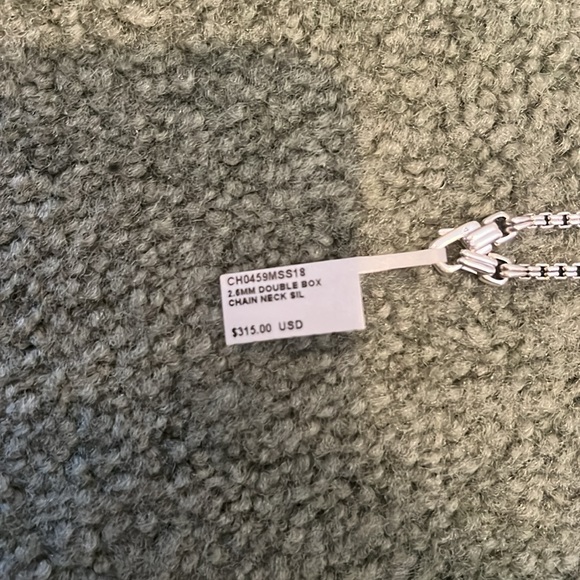 CH0459MSS18
2.6MM DOUBLE BOX
CHAIN NECK SIL
$315.00 USD